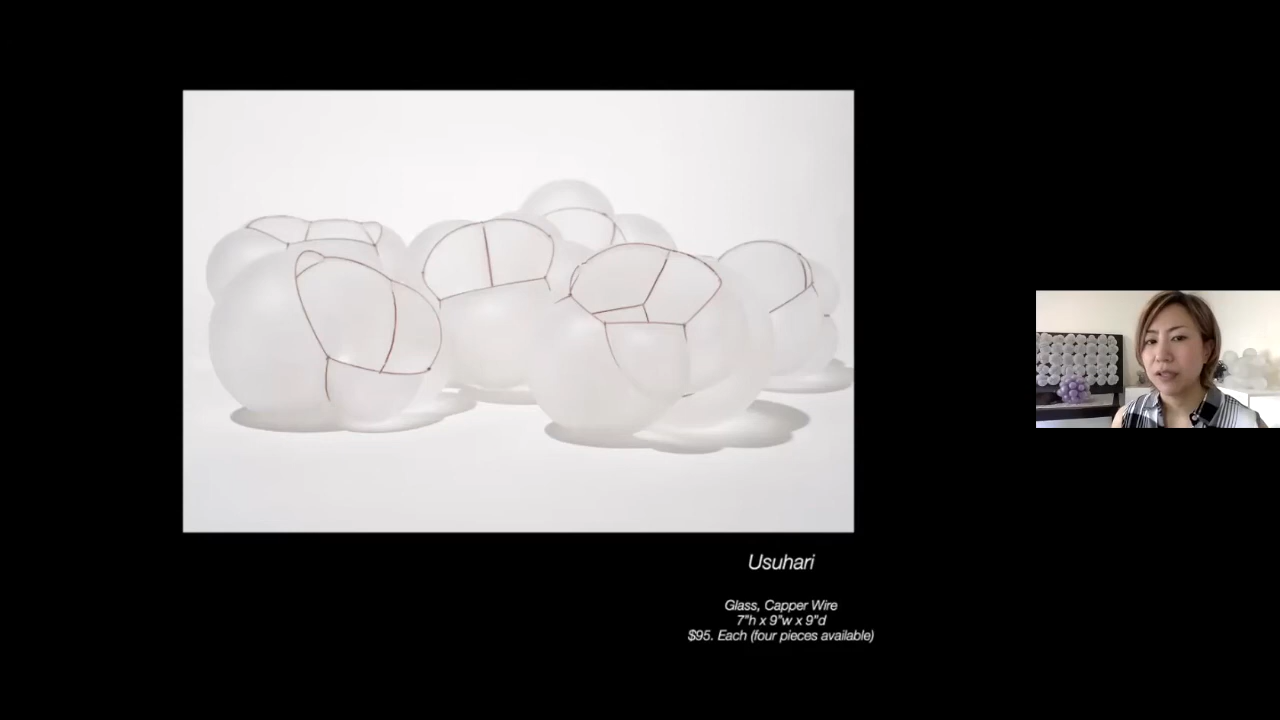 Usuhari
Glass, Capper Wire
7”h x 9”w x 9”d
$95. Each (four pieces available)